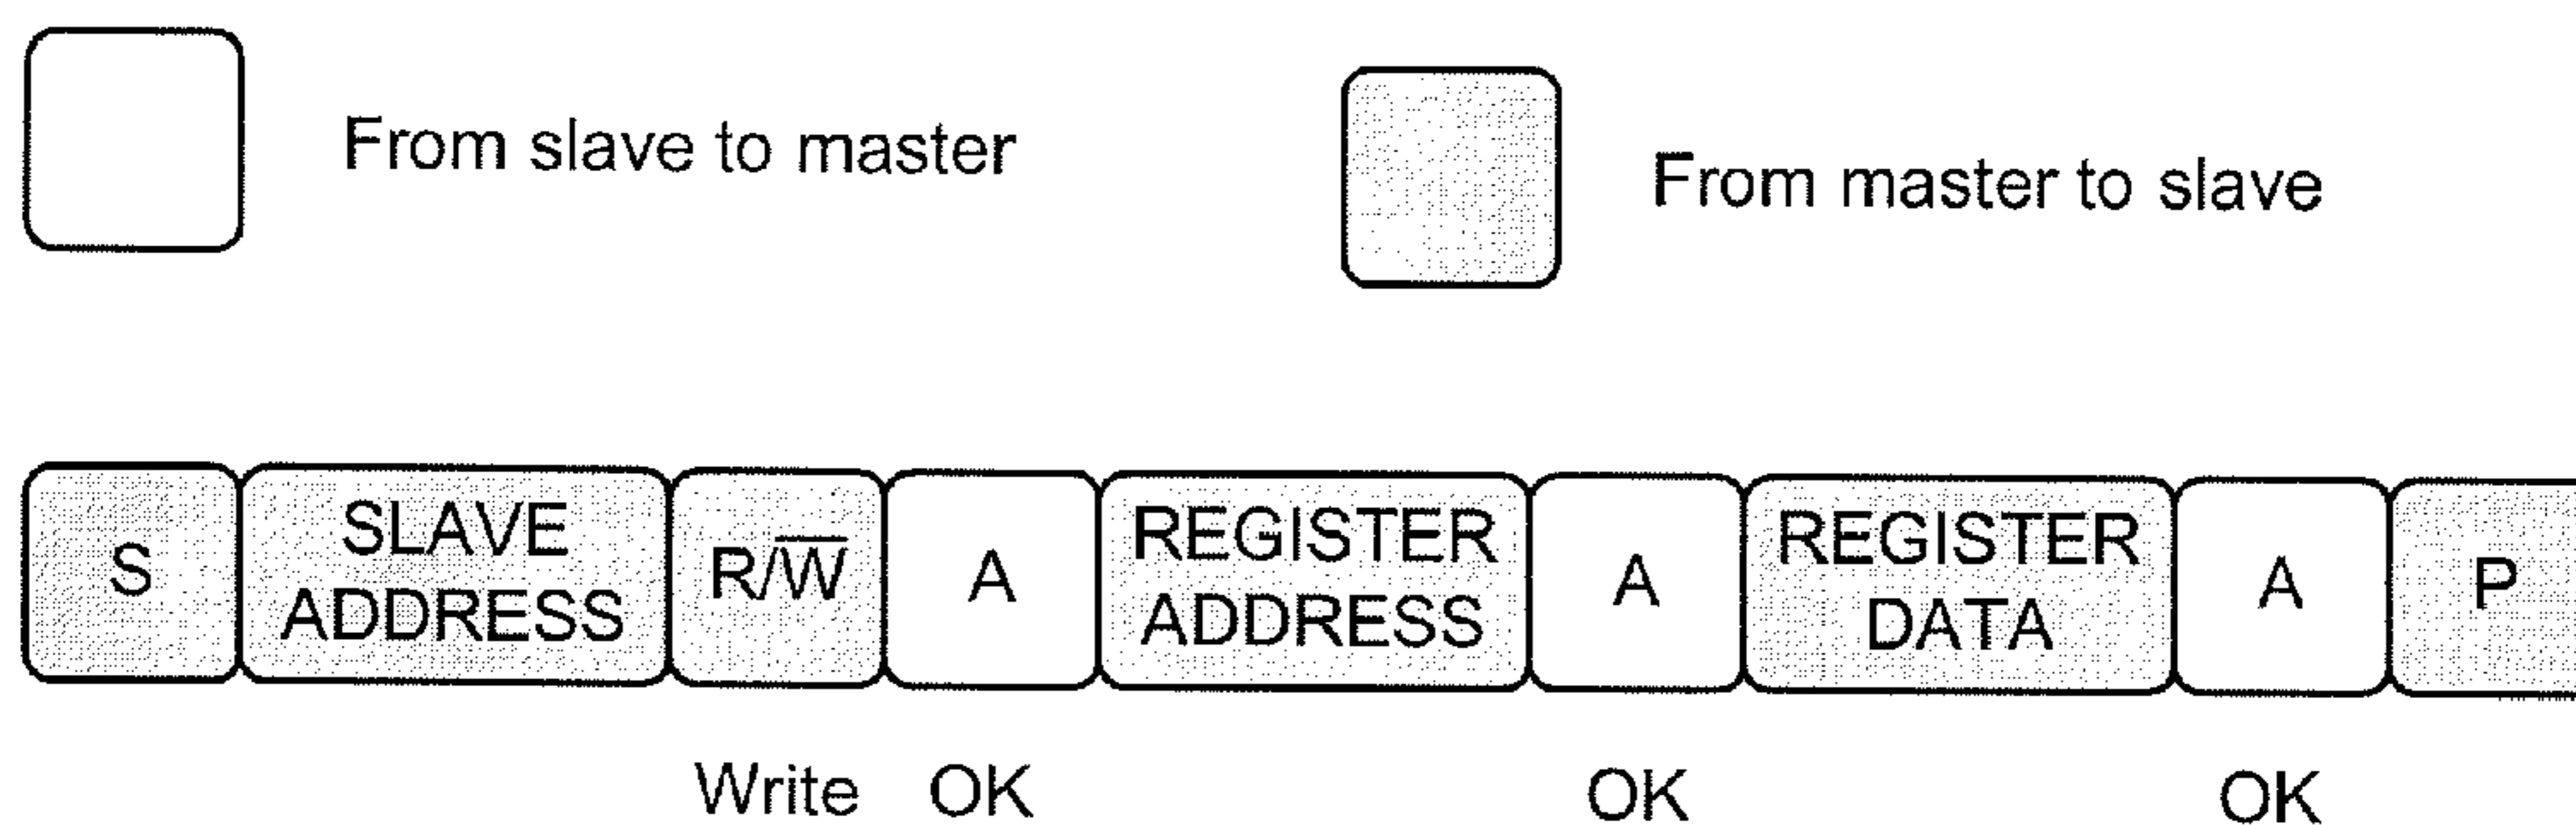 From slave to master
From master to slave
S
SLAVE
ADDRESS
R/W̅
A
REGISTER
ADDRESS
A
REGISTER
DATA
A
P
Write
OK
OK
OK